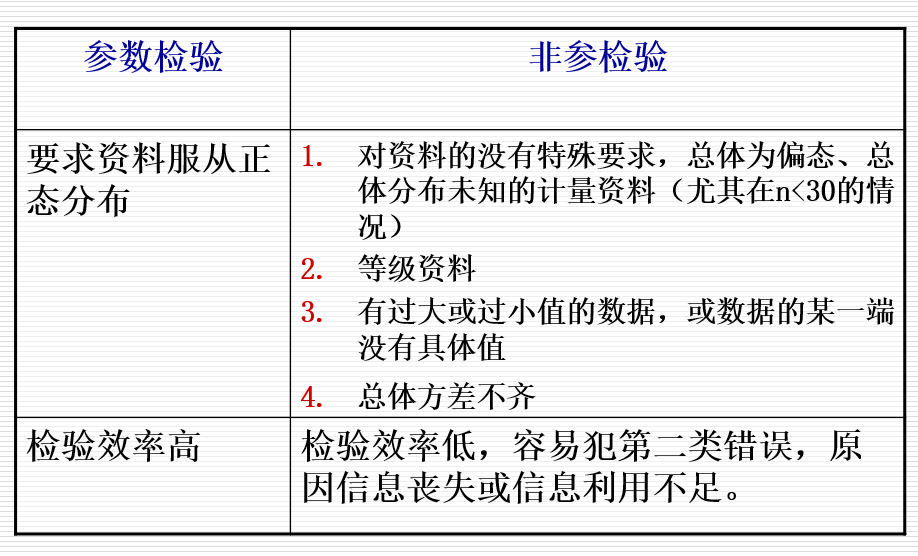 参数检验
非参检验
要求资料服从正
态分布
1. 对资料的没有特殊要求，总体为偏态、总
体分布未知的计量资料（尤其在n<30的情
况）
2. 等级资料
3. 有过大或过小值的数据，或数据的某一端
没有具体值
4. 总体方差不齐
检验效率高
检验效率低，容易犯第二类错误，原
因信息丧失或信息利用不足。